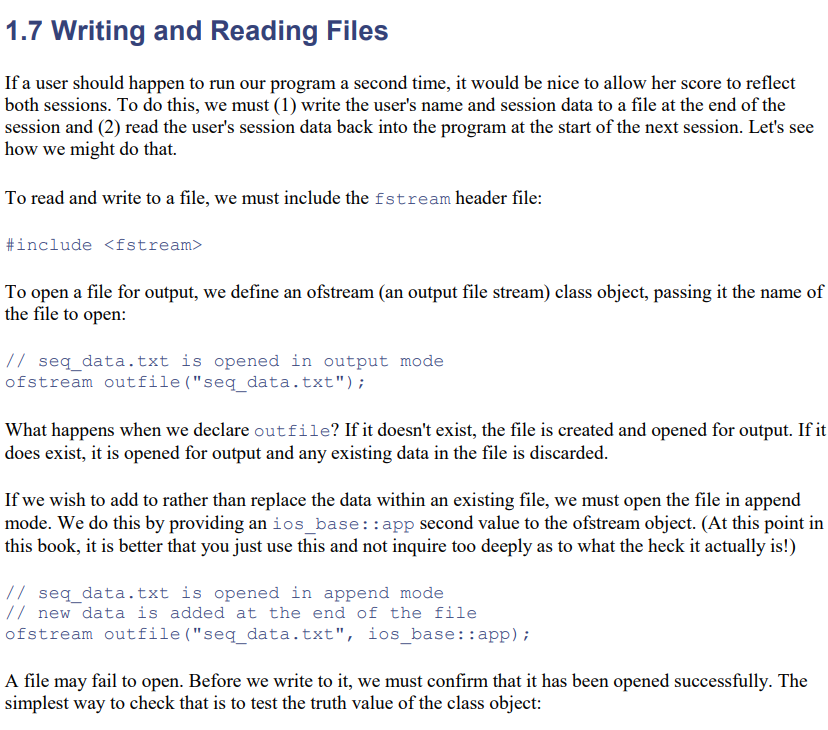 1.7 Writing and Reading Files
If a user should happen to run our program a second time, it would be nice to allow her score to reflect
both sessions. To do this, we must (1) write the user's name and session data to a file at the end of the
session and (2) read the user's session data back into the program at the start of the next session. Let's see
how we might do that.
To read and write to a file, we must include the fstream header file:
#include <fstream>
To open a file for output, we define an ofstream (an output file stream) class object, passing it the name of
the file to open:
// seq_data.txt is opened in output mode
ofstream outfile("seq_data.txt");
What happens when we declare outfile? If it doesn't exist, the file is created and opened for output. If it
does exist, it is opened for output and any existing data in the file is discarded.
If we wish to add to rather than replace the data within an existing file, we must open the file in append
mode. We do this by providing an ios_base::app second value to the ofstream object. (At this point in
this book, it is better that you just use this and not inquire too deeply as to what the heck it actually is!)
// seq_data.txt is opened in append mode
// new data is added at the end of the file
ofstream outfile("seq_data.txt", ios_base::app);
A file may fail to open. Before we write to it, we must confirm that it has been opened successfully. The
simplest way to check that is to test the truth value of the class object: